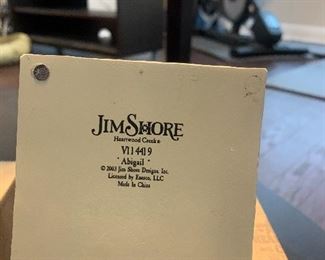 JIM SHORE
Heartwood Creek®
V114419
"Abigail"
© 2003 Jim Shore Designs, Inc.
Licensed by Enesco, LLC
Made In China